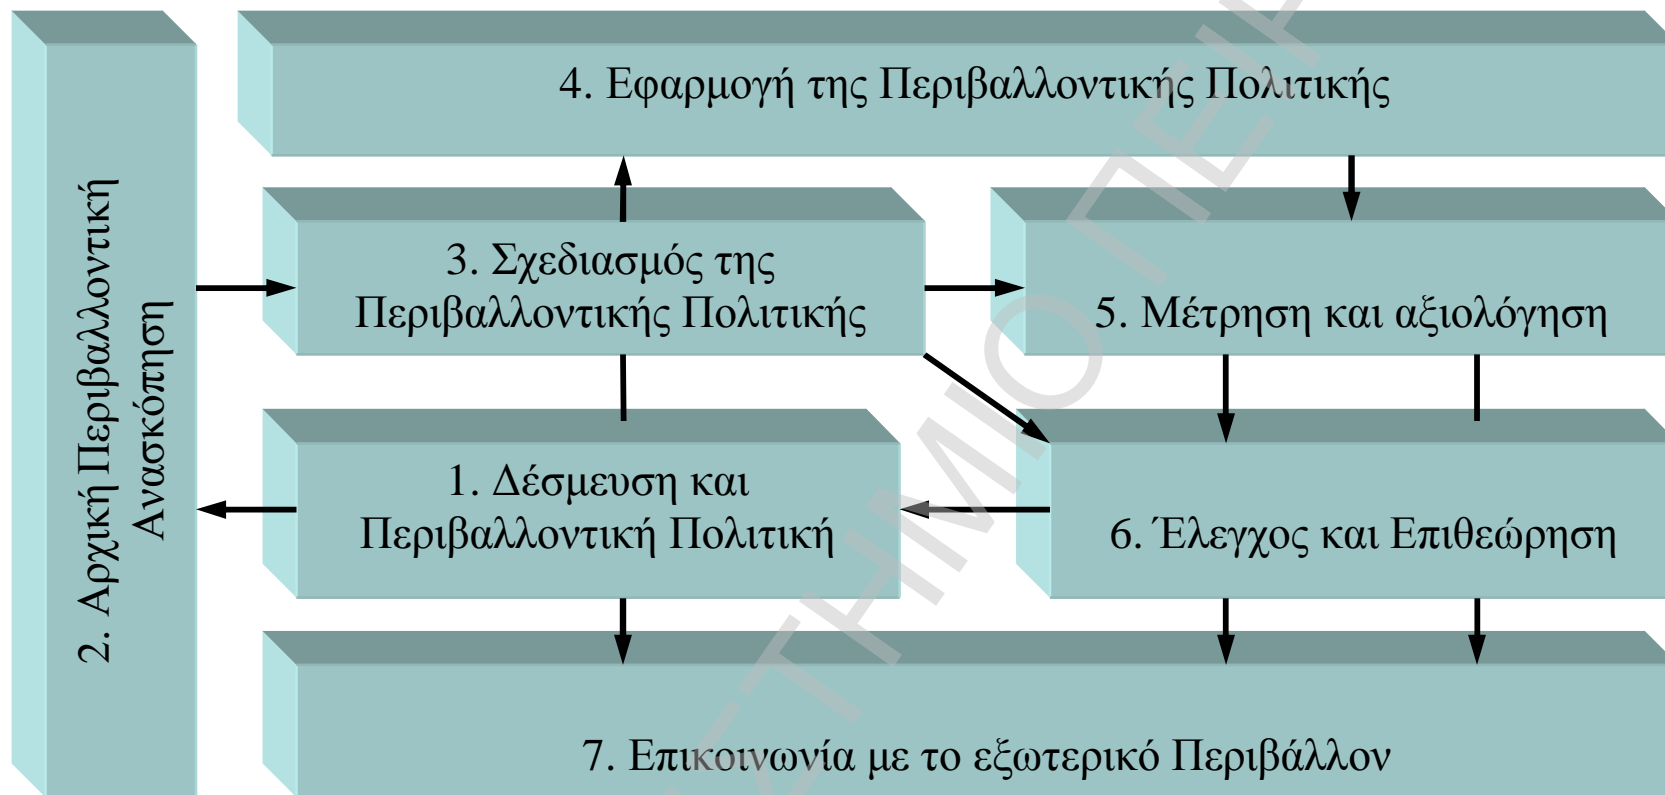 4. Εφαρμογή της Περιβαλλοντικής Πολιτικής
2. Αρχική Περιβαλλοντική
Ανασκόπηση
3. Σχεδιασμός της
Περιβαλλοντικής Πολιτικής
5. Μέτρηση και αξιολόγηση
1. Δέσμευση και
Περιβαλλοντική Πολιτική
6. Έλεγχος και Επιθεώρηση
7. Επικοινωνία με το εξωτερικό Περιβάλλον